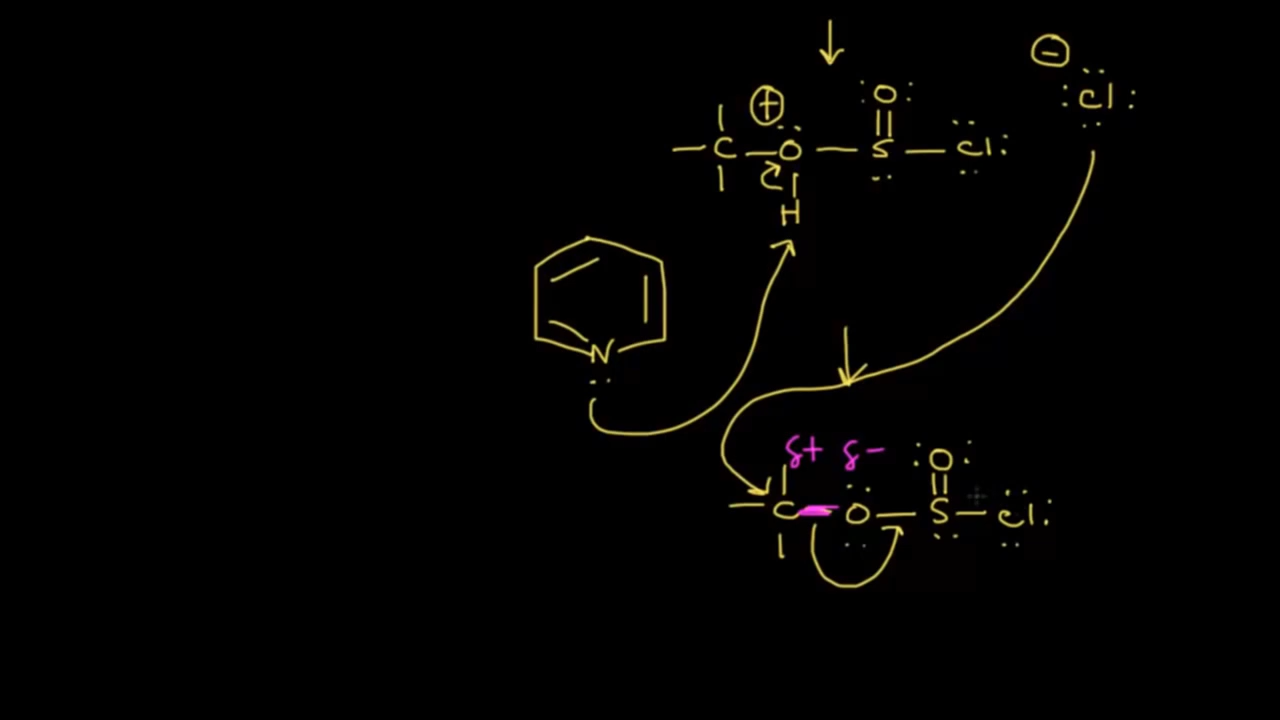 ⊖
:Cl:
⊕
:O:
C O S Cl:
H
N
δ+ δ−
:O:
C O S Cl: